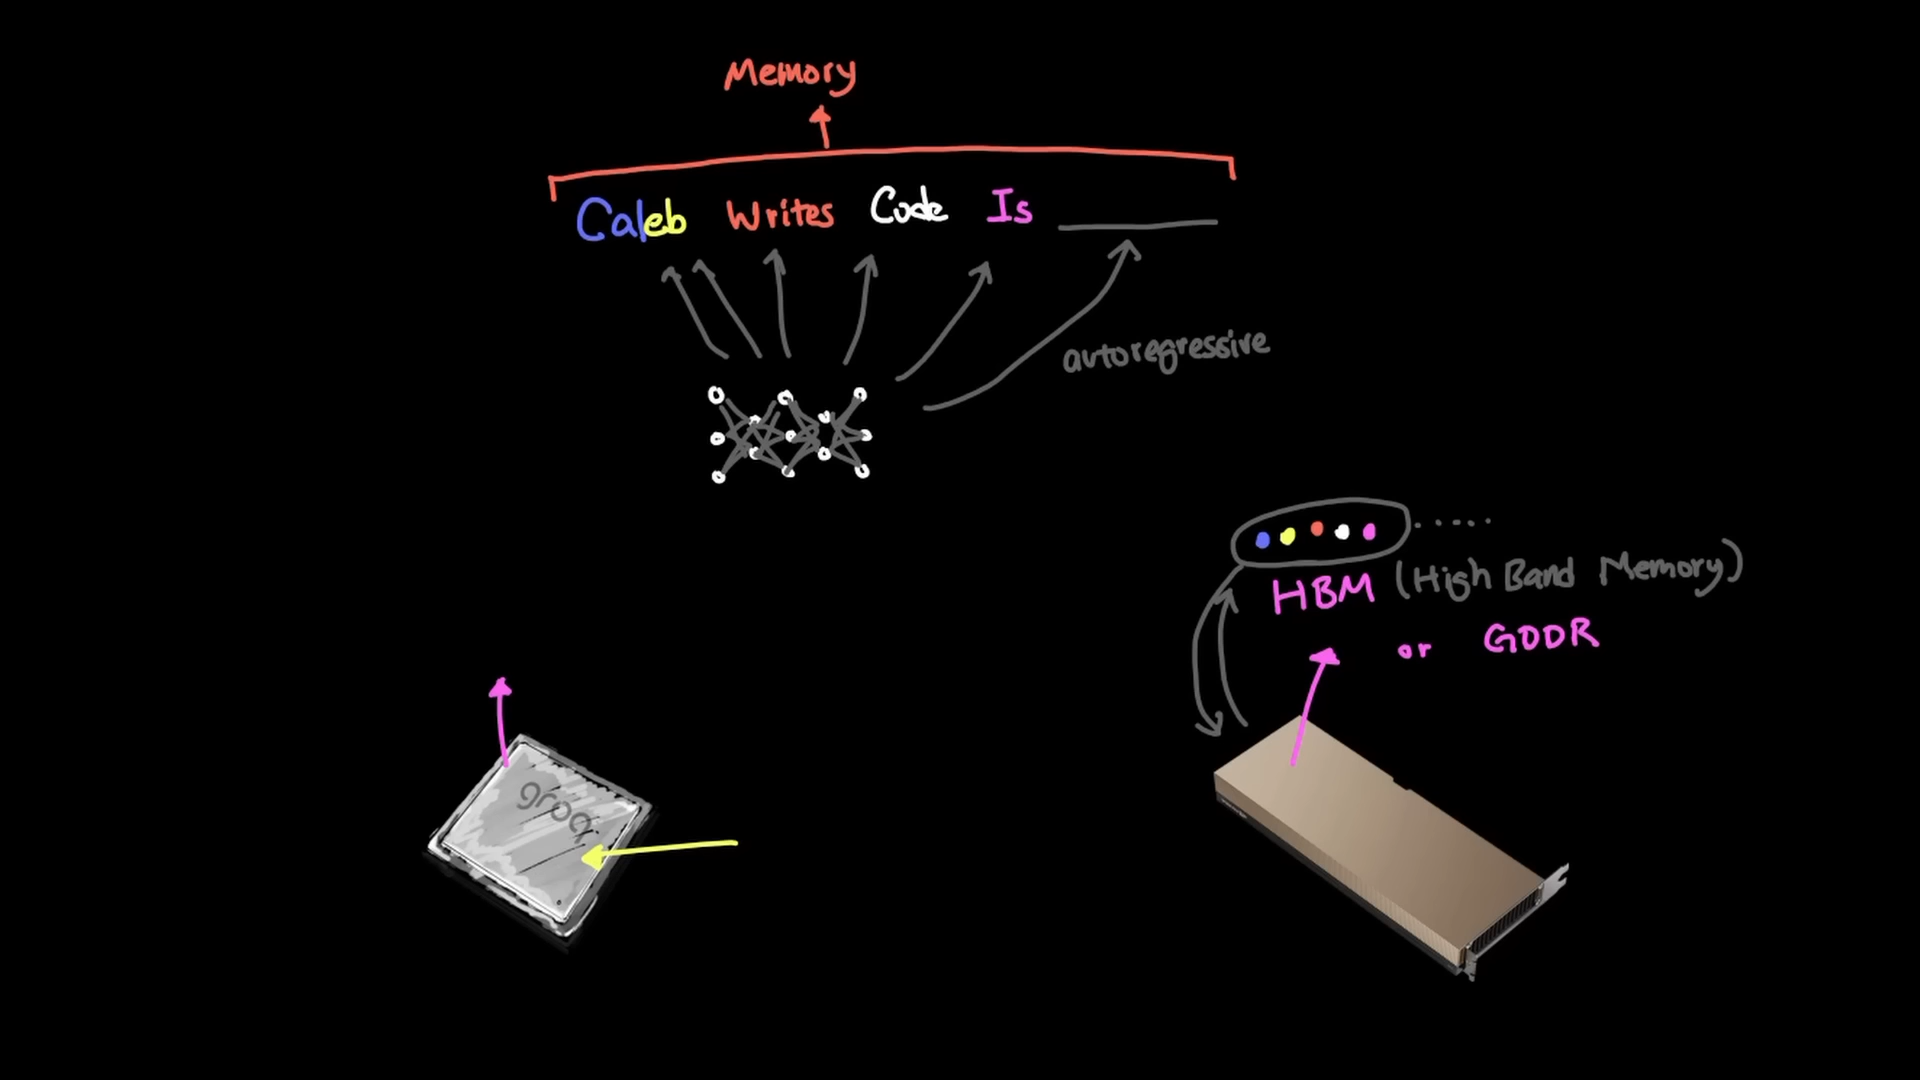 Memory
Caleb Writes Code Is
autoregressive
HBM (High Band Memory)
or GDDR
groq